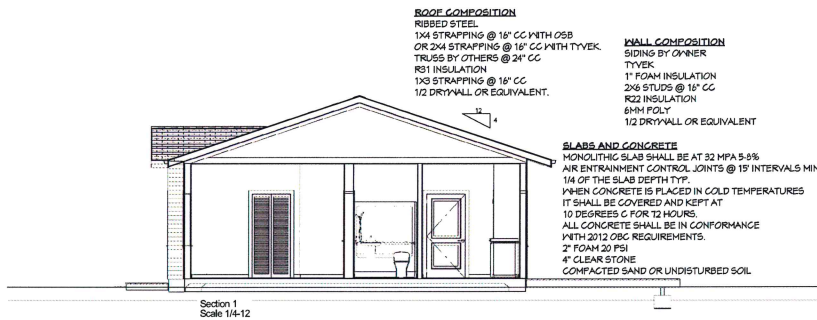 ROOF COMPOSITION
RIBBED STEEL
1X4 STRAPPING @ 16" CC WITH OSB
OR 2X4 STRAPPING @ 16" CC WITH TYVEK.
TRUSS BY OTHERS @ 24" CC
R31 INSULATION
1X3 STRAPPING @ 16" CC
1/2 DRYWALL OR EQUIVALENT.
WALL COMPOSITION
SIDING BY OWNER
TYVEK
1" FOAM INSULATION
2X6 STUDS @ 16" CC
R22 INSULATION
6MM POLY
1/2 DRYWALL OR EQUIVALENT
12
4
SLABS AND CONCRETE
MONOLITHIC SLAB SHALL BE AT 32 MPA 5-8%
AIR ENTRAINMENT CONTROL JOINTS @ 15' INTERVALS MIN
1/4 OF THE SLAB DEPTH TYP.
WHEN CONCRETE IS PLACED IN COLD TEMPERATURES
IT SHALL BE COVERED AND KEPT AT
10 DEGREES C FOR 72 HOURS.
ALL CONCRETE SHALL BE IN CONFORMANCE
WITH 2012 OBC REQUIREMENTS.
2" FOAM 20 PSI
4" CLEAR STONE
COMPACTED SAND OR UNDISTURBED SOIL
Section 1
Scale 1/4-12